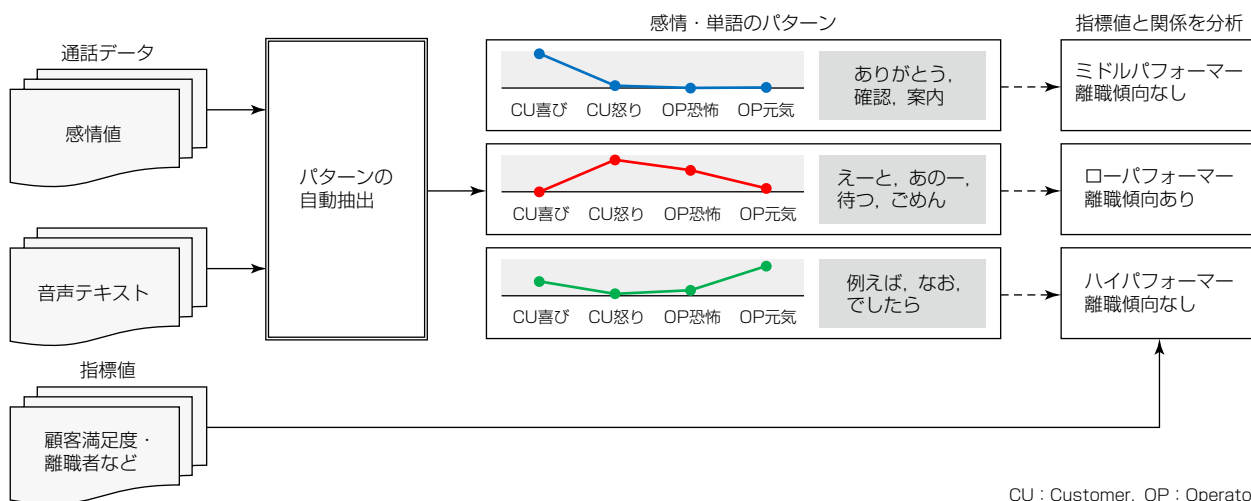 感情・単語のパターン
指標値と関係を分析
通話データ
感情値
音声テキスト
指標値
顧客満足度・
離職者など
パターンの
自動抽出
CU喜び CU怒り OP恐怖 OP元気
ありがとう，
確認，案内
ミドルパフォーマー
離職傾向なし
CU喜び CU怒り OP恐怖 OP元気
えーと，あのー，
待つ，ごめん
ローパフォーマー
離職傾向あり
CU喜び CU怒り OP恐怖 OP元気
例えば，なお，
でしたら
ハイパフォーマー
離職傾向なし
CU：Customer，OP：Operato